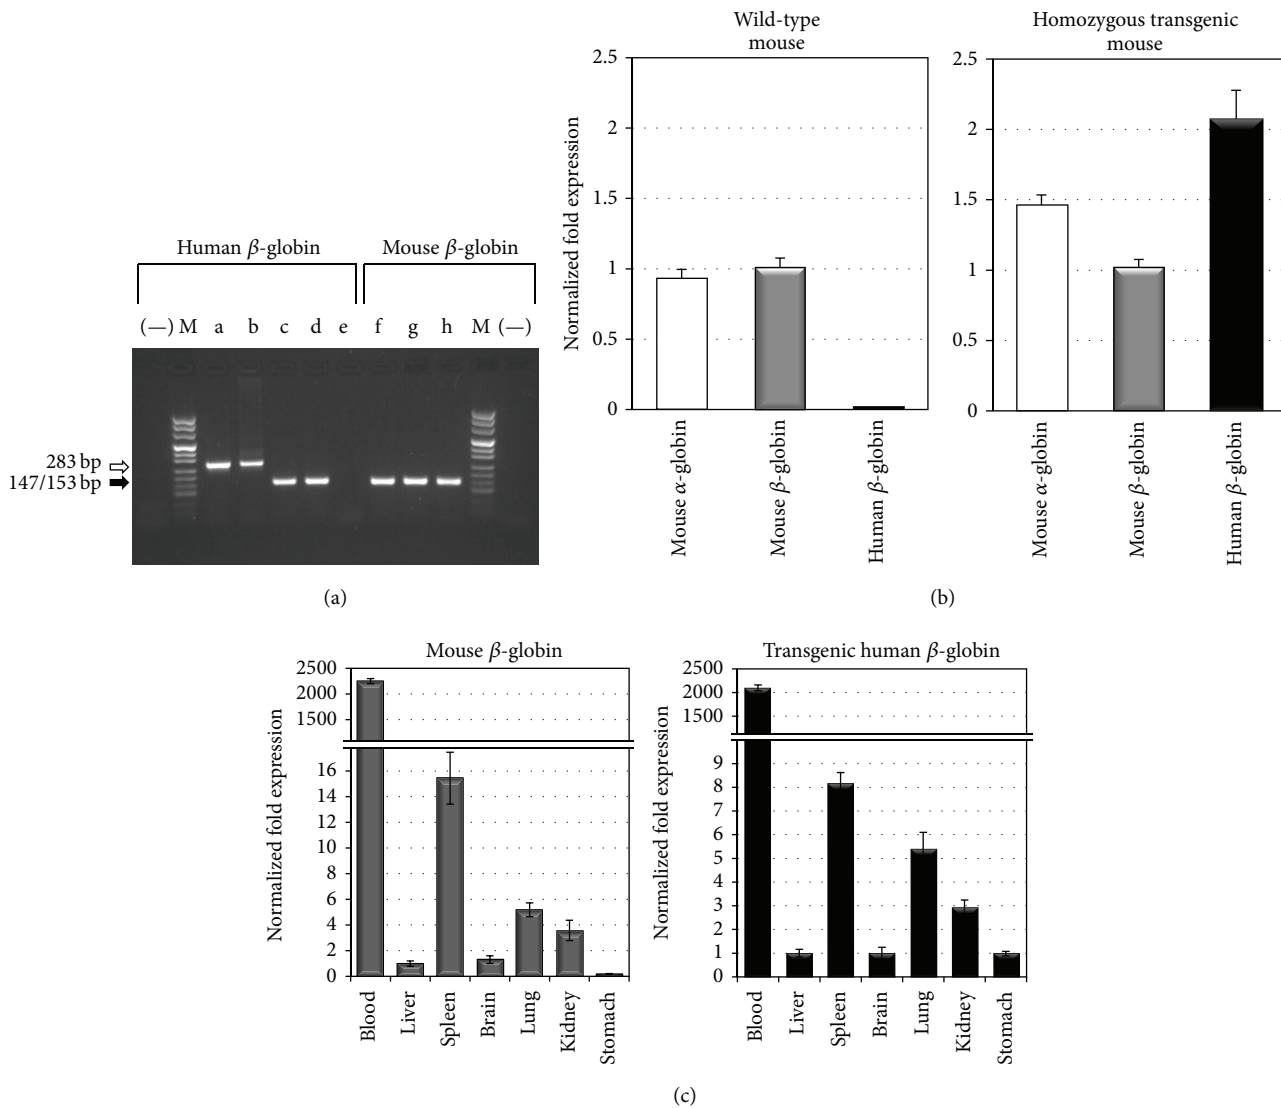 Human β-globin Mouse β-globin
(—) M a b c d e f g h M (—)
283 bp
147/153 bp
(a)
Wild-type
mouse
Normalized fold expression
2.5
2
1.5
1
0.5
0
Mouse α-globin
Mouse β-globin
Human β-globin
Homozygous transgenic
mouse
2.5
2
1.5
1
0.5
0
Mouse α-globin
Mouse β-globin
Human β-globin
(b)
Mouse β-globin
Normalized fold expression
2500
2000
1500
16
14
12
10
8
6
4
2
0
Blood
Liver
Spleen
Brain
Lung
Kidney
Stomach
Transgenic human β-globin
Normalized fold expression
2500
2000
1500
9
8
7
6
5
4
3
2
1
0
Blood
Liver
Spleen
Brain
Lung
Kidney
Stomach
(c)